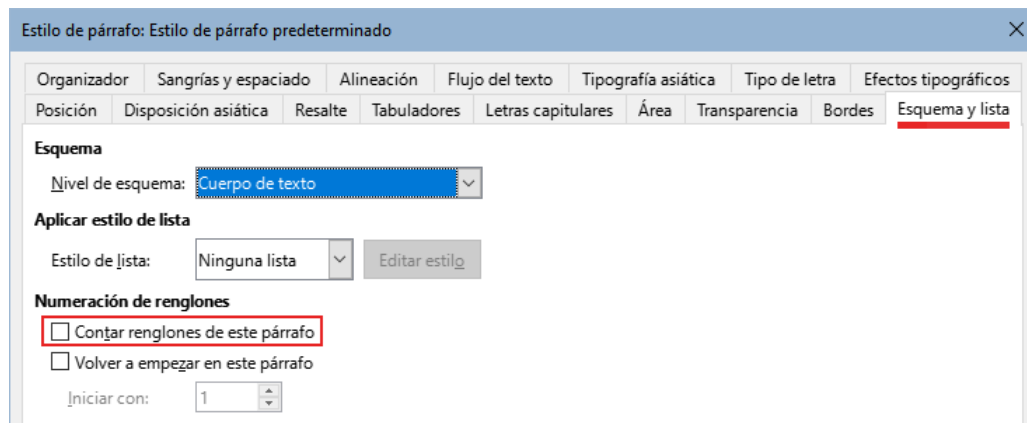 Estilo de párrafo: Estilo de párrafo predeterminado
Organizador Sangrías y espaciado Alineación Flujo del texto Tipografía asiática Tipo de letra Efectos tipográficos
Posición Disposición asiática Resalte Tabuladores Letras capitulares Área Transparencia Bordes Esquema y lista
Esquema
Nivel de esquema: Cuerpo de texto
Aplicar estilo de lista
Estilo de lista: Ninguna lista Editar estilo
Numeración de renglones
Contar renglones de este párrafo
Volver a empezar en este párrafo
Iniciar con: 1